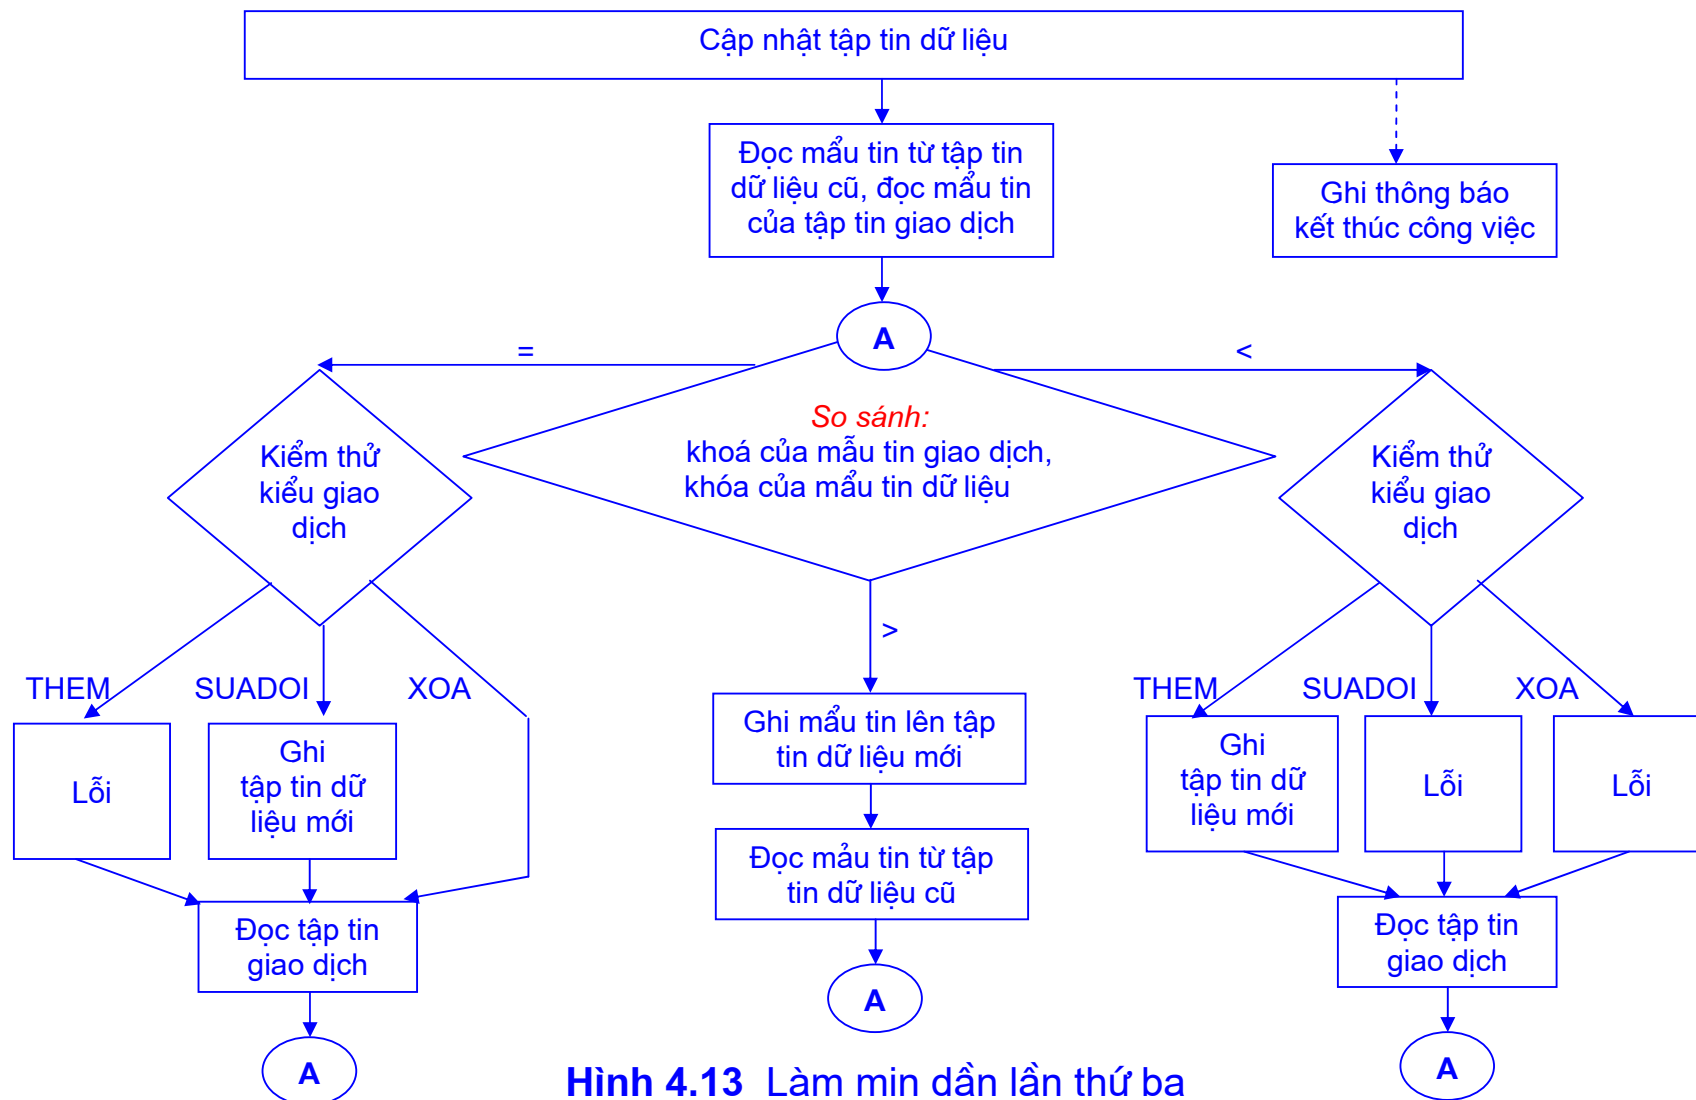 Cập nhật tập tin dữ liệu
Đọc mẩu tin từ tập tin
dữ liệu cũ, đọc mẩu tin
của tập tin giao dịch
Ghi thông báo
kết thúc công việc
A
=
<
So sánh:
khoá của mẫu tin giao dịch,
khóa của mẩu tin dữ liệu
Kiểm thử
kiểu giao
dịch
Kiểm thử
kiểu giao
dịch
>
THEM
SUADOI
XOA
THEM
SUADOI
XOA
Lỗi
Ghi
tập tin dữ
liệu mới
Ghi mẩu tin lên tập
tin dữ liệu mới
Ghi
tập tin dữ
liệu mới
Lỗi
Lỗi
Đọc mảu tin từ tập
tin dữ liệu cũ
Đọc tập tin
giao dịch
Đọc tập tin
giao dịch
A
A
A
Hình 4.13 Làm min dần lần thứ ba